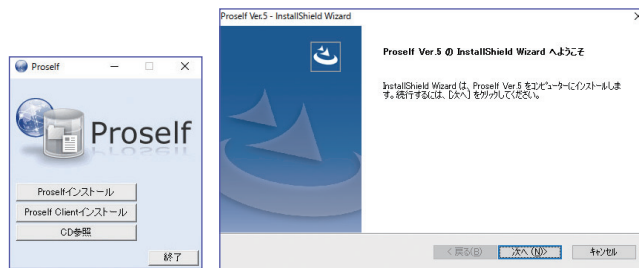 Proself
Proself
Proselfインストール
Proself Clientインストール
CD参照
終了
Proself Ver.5 - InstallShield Wizard
Proself Ver.5 の InstallShield Wizard へようこそ
InstallShield Wizard は、Proself Ver.5 をコンピューターにインストールしま
す。続行するには、[次へ] をクリックしてください。
< 戻る(B)
次へ (N)>
キャンセル